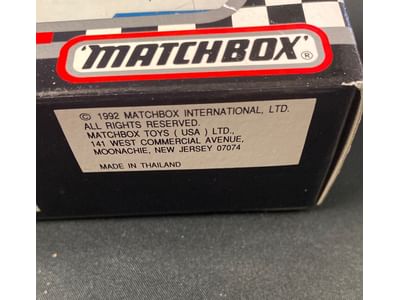 MATCHBOX®
© 1992 MATCHBOX INTERNATIONAL, LTD.
ALL RIGHTS RESERVED.
MATCHBOX TOYS ( USA ) LTD.,
141 WEST COMMERCIAL AVENUE,
MOONACHIE, NEW JERSEY 07074
MADE IN THAILAND